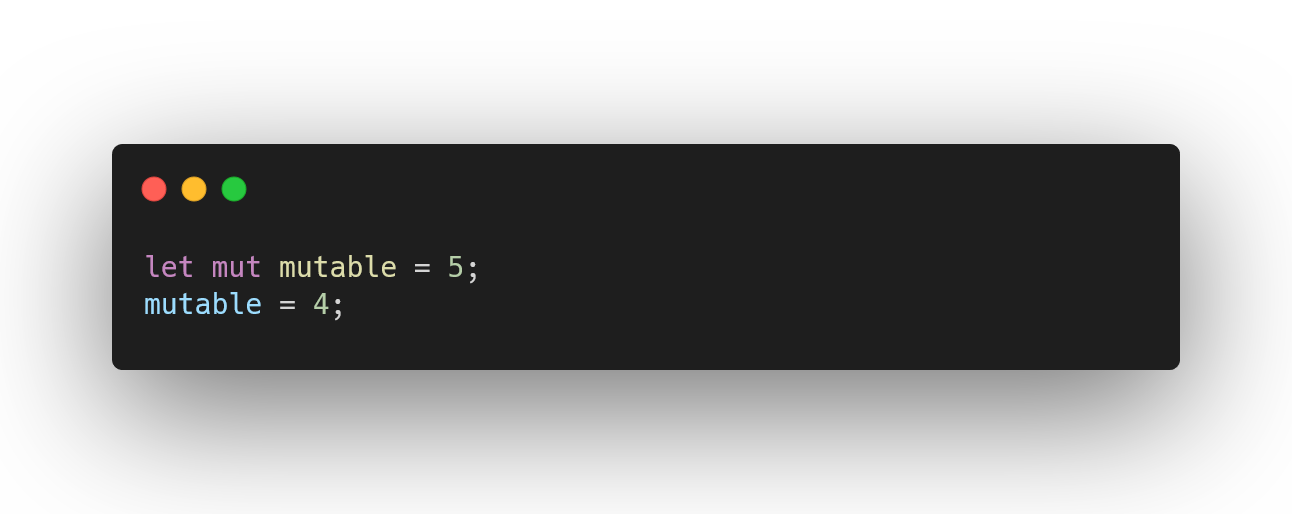 let mut mutable = 5;
mutable = 4;